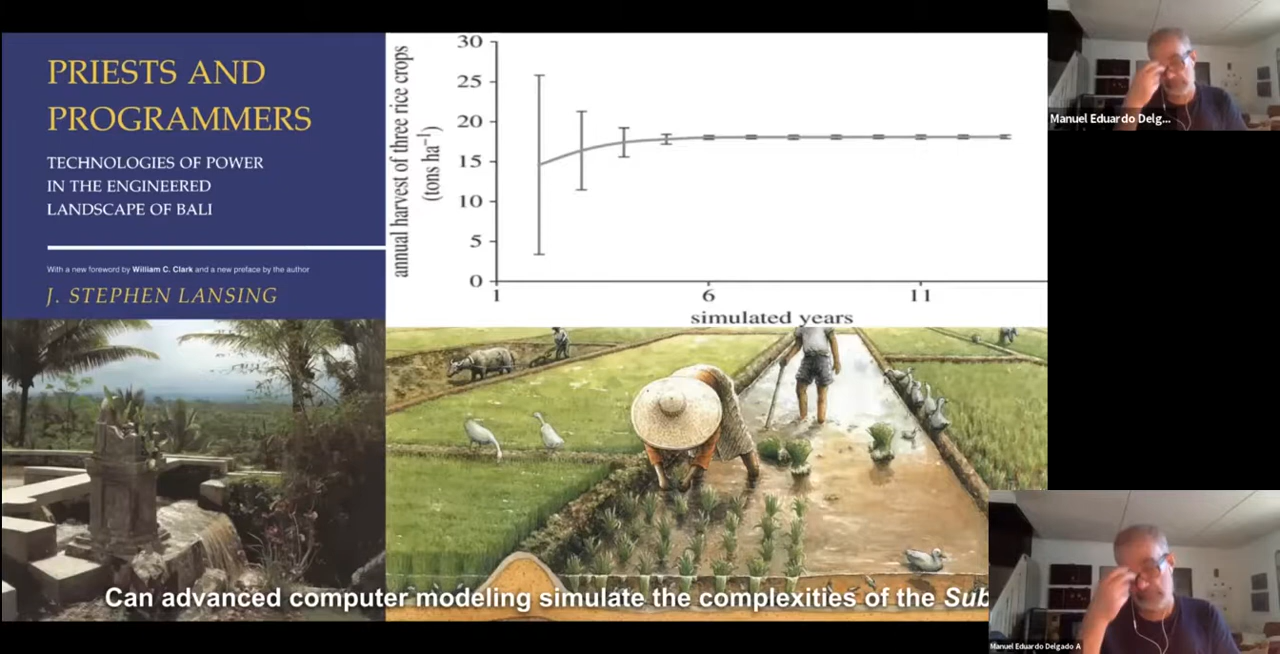 PRIESTS AND
PROGRAMMERS
TECHNOLOGIES OF POWER
IN THE ENGINEERED
LANDSCAPE OF BALI
With a new foreword by William C. Clark and a new preface by the author
J. STEPHEN LANSING
annual harvest of three rice crops
(tons ha⁻¹)
30
25
20
15
10
5
0
1
6
11
simulated years
Can advanced computer modeling simulate the complexities of the Sub
Manuel Eduardo Delg...
Manuel Eduardo Delgado A